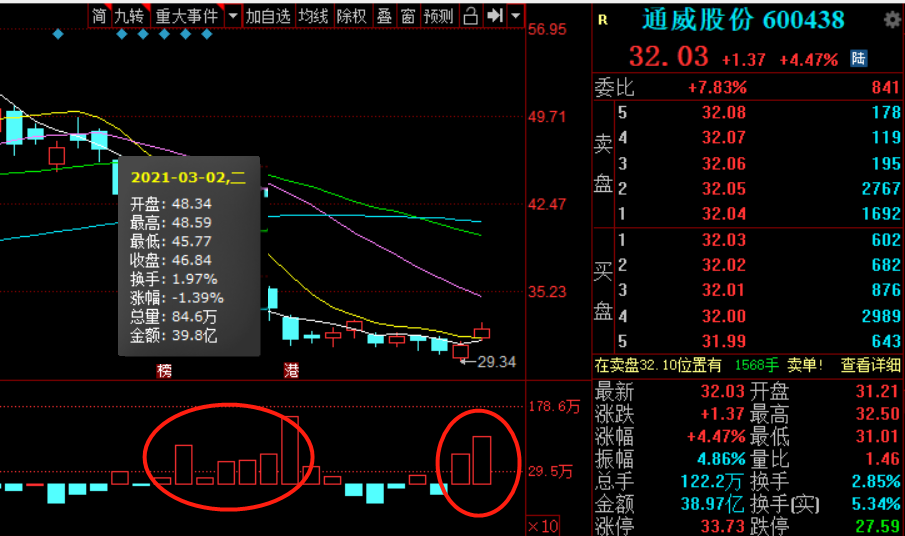 简 九转 重大事件 加自选 均线 除权 叠 窗 预测
56.95
49.71
42.47
35.23
2021-03-02,二
开盘: 48.34
最高: 48.59
最低: 45.77
收盘: 46.84
换手: 1.97%
涨幅: -1.39%
总量: 84.6万
金额: 39.8亿
29.34
榜 港
178.6万
29.5万
×10
R 通威股份 600438
32.03 +1.37 +4.47% 陆
委比 +7.83% 841
卖盘
5 32.08 178
4 32.07 119
3 32.06 195
2 32.05 2767
1 32.04 1692
买盘
1 32.03 602
2 32.02 682
3 32.01 876
4 32.00 2989
5 31.99 643
在卖盘32.10位置有 1568手 卖单! 查看详细
最新 32.03 开盘 31.21
涨跌 +1.37 最高 32.50
涨幅 +4.47% 最低 31.01
振幅 4.86% 量比 1.46
总手 122.2万 换手 2.85%
金额 38.97亿 换手(实) 5.34%
涨停 33.73 跌停 27.59